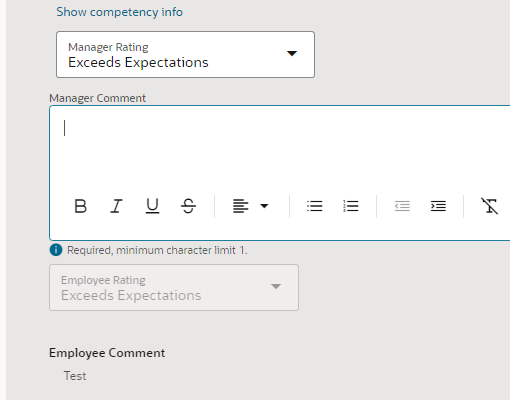 Show competency info
Manager Rating
Exceeds Expectations
Manager Comment
B I U S
Required, minimum character limit 1.
Employee Rating
Exceeds Expectations
Employee Comment
Test